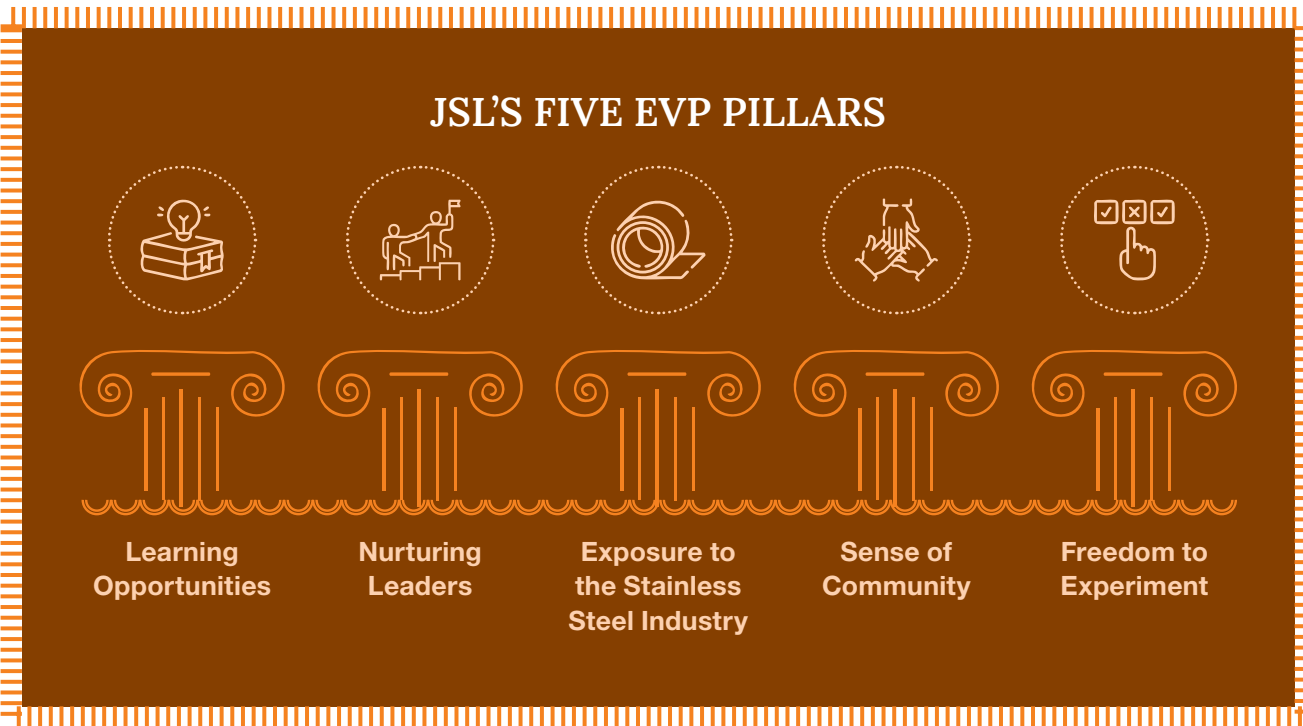 JSL’S FIVE EVP PILLARS
Learning
Opportunities
Nurturing
Leaders
Exposure to
the Stainless
Steel Industry
Sense of
Community
Freedom to
Experiment